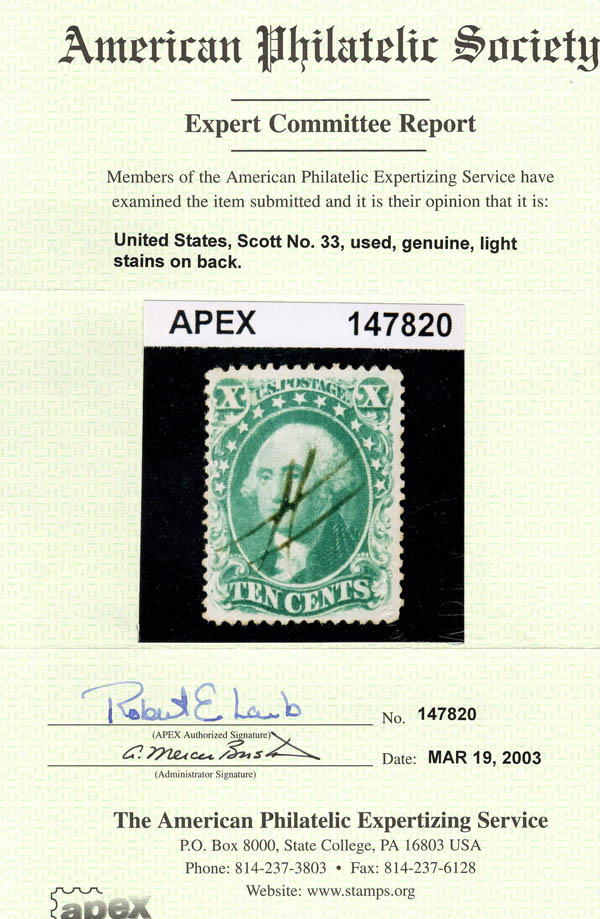 American Philatelic Society
Expert Committee Report
Members of the American Philatelic Expertizing Service have
examined the item submitted and it is their opinion that it is:
United States, Scott No. 33, used, genuine, light
stains on back.
APEX 147820
X U.S. POSTAGE. X
TEN CENTS
Robert E Lamb
No. 147820
(APEX Authorized Signature)
G. Mercer Bristow
Date: MAR 19, 2003
(Administrator Signature)
The American Philatelic Expertizing Service
P.O. Box 8000, State College, PA 16803 USA
Phone: 814-237-3803 • Fax: 814-237-6128
Website: www.stamps.org
apex